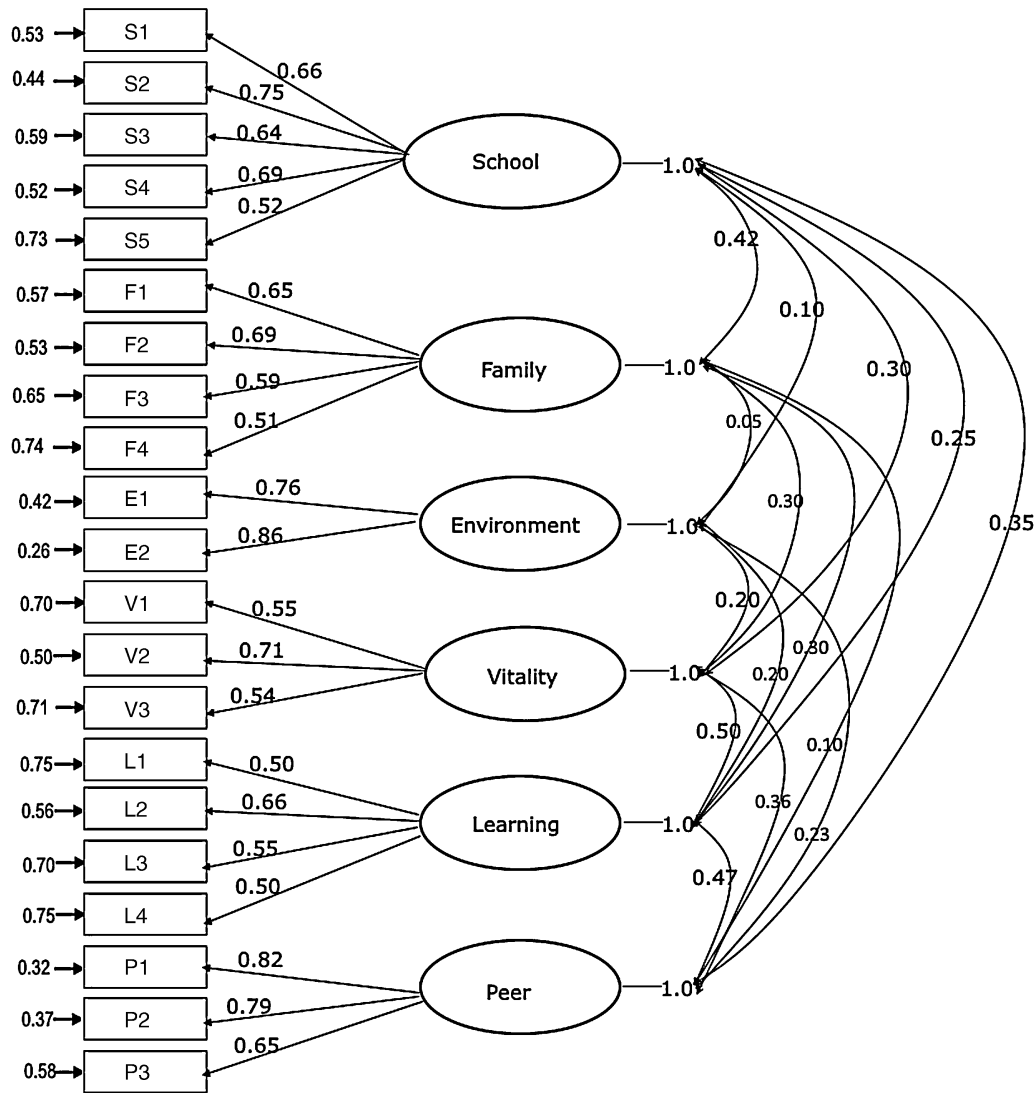 0.53 S1
0.66
0.44 S2
0.75
0.59 S3
0.64
School 1.0
0.52 S4
0.69
0.52
0.73 S5
0.42
0.57 F1
0.65
0.10
0.53 F2
0.69
Family 1.0
0.30
0.65 F3
0.59
0.51
0.05
0.74 F4
0.25
0.42 E1
0.76
0.30
Environment 1.0
0.35
0.26 E2
0.86
0.70 V1
0.55
0.20
0.50 V2
0.71
0.30
Vitality 1.0
0.20
0.71 V3
0.54
0.50
0.10
0.75 L1
0.50
0.56 L2
0.66
0.36
Learning 1.0
0.23
0.70 L3
0.55
0.47
0.75 L4
0.50
0.32 P1
0.82
Peer 1.0
0.37 P2
0.79
0.65
0.58 P3